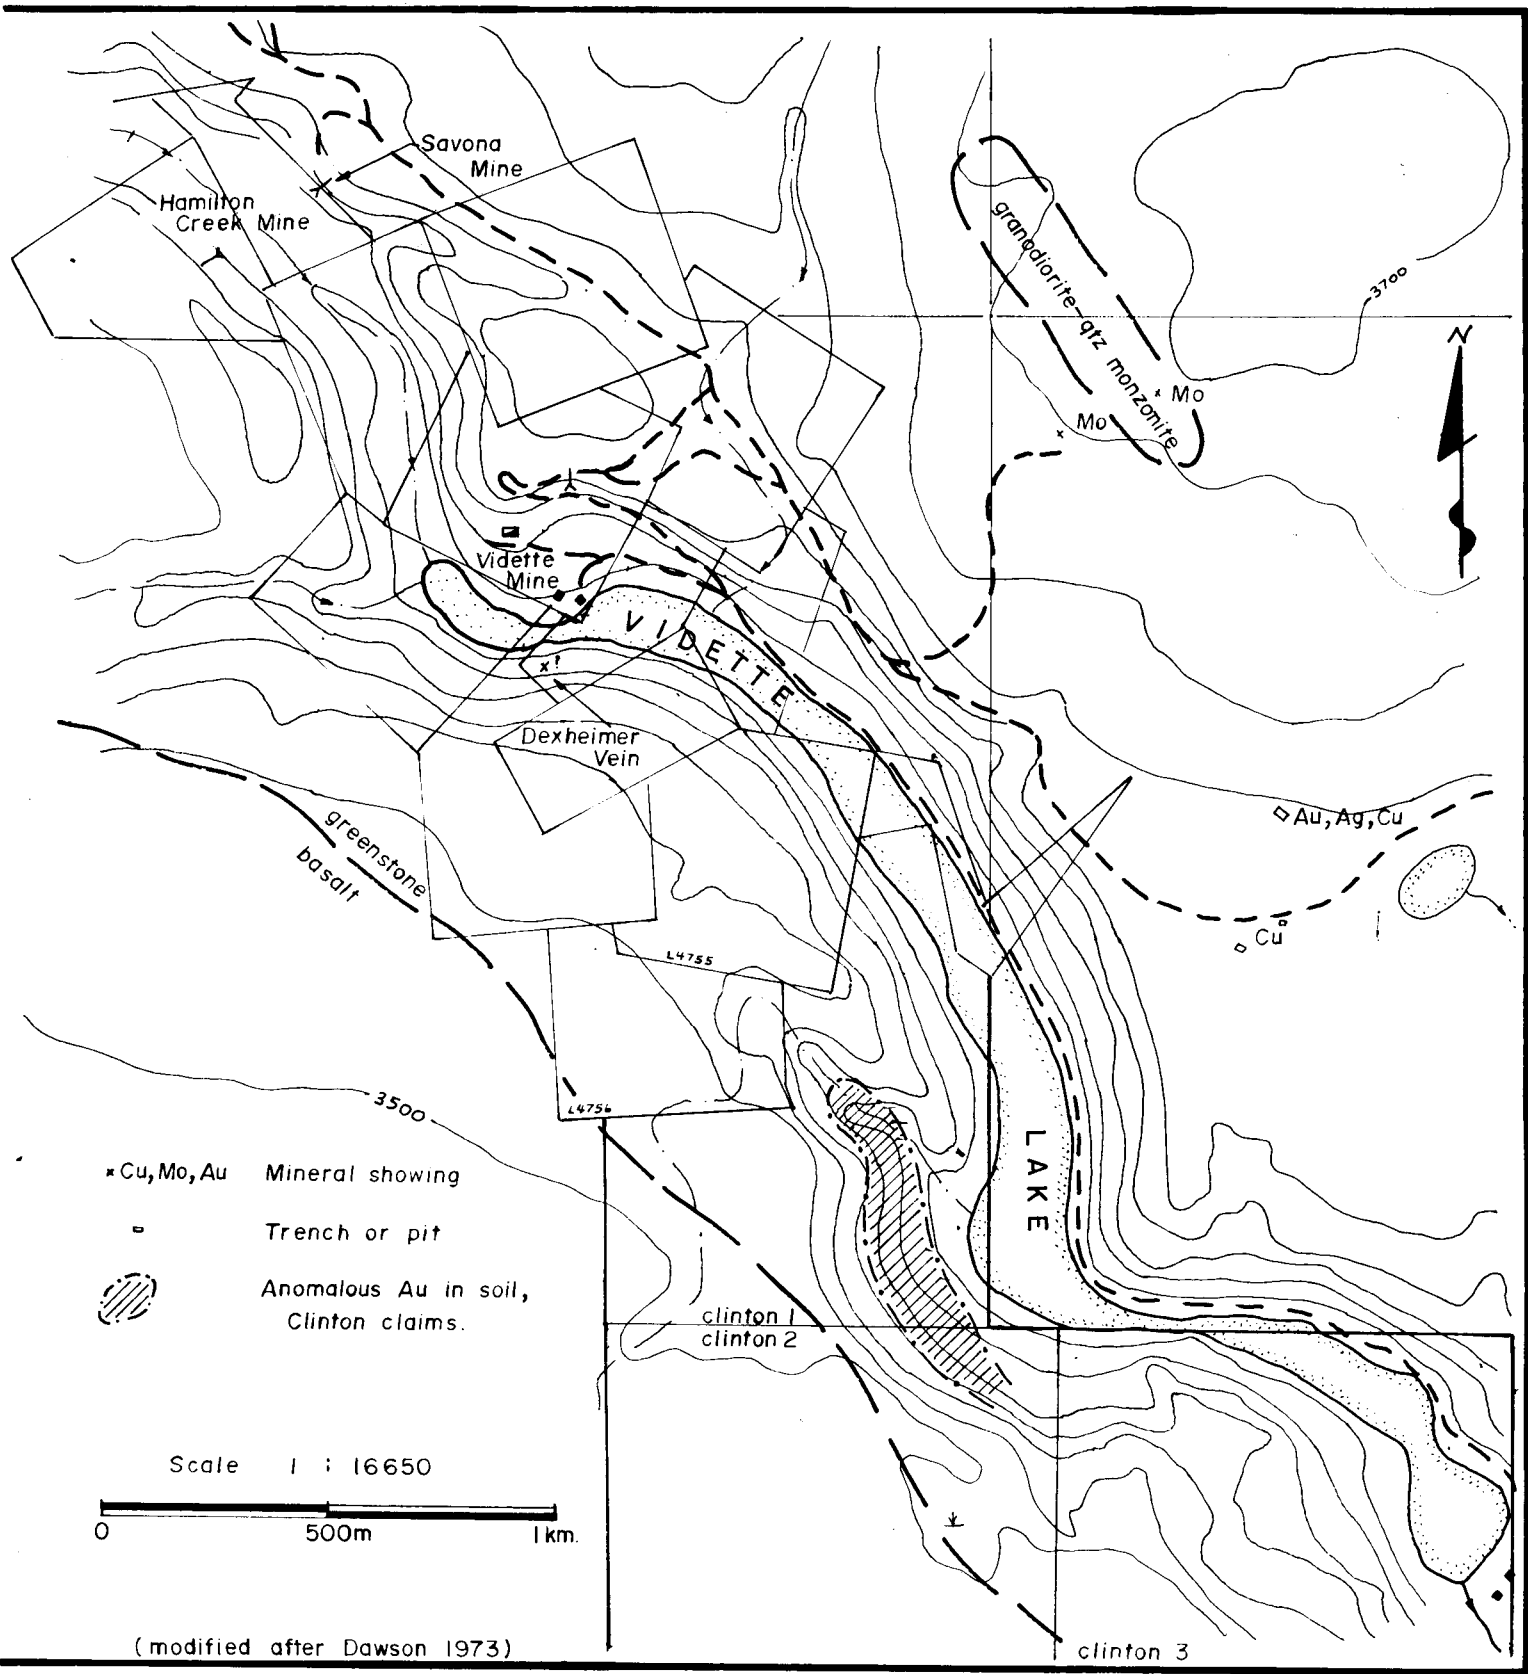 Savona
Mine
Hamilton
Creek Mine
granodiorite-qtz monzonite
3700
N
Mo
Mo
Vidette
Mine
VIDETTE
x?
Dexheimer
Vein
greenstone
basalt
Au, Ag, Cu
Cu
L4755
L4756
3500
LAKE
x Cu, Mo, Au Mineral showing
Trench or pit
Anomalous Au in soil,
Clinton claims.
clinton 1
clinton 2
Scale 1 : 16650
0 500m 1km.
(modified after Dawson 1973)
clinton 3